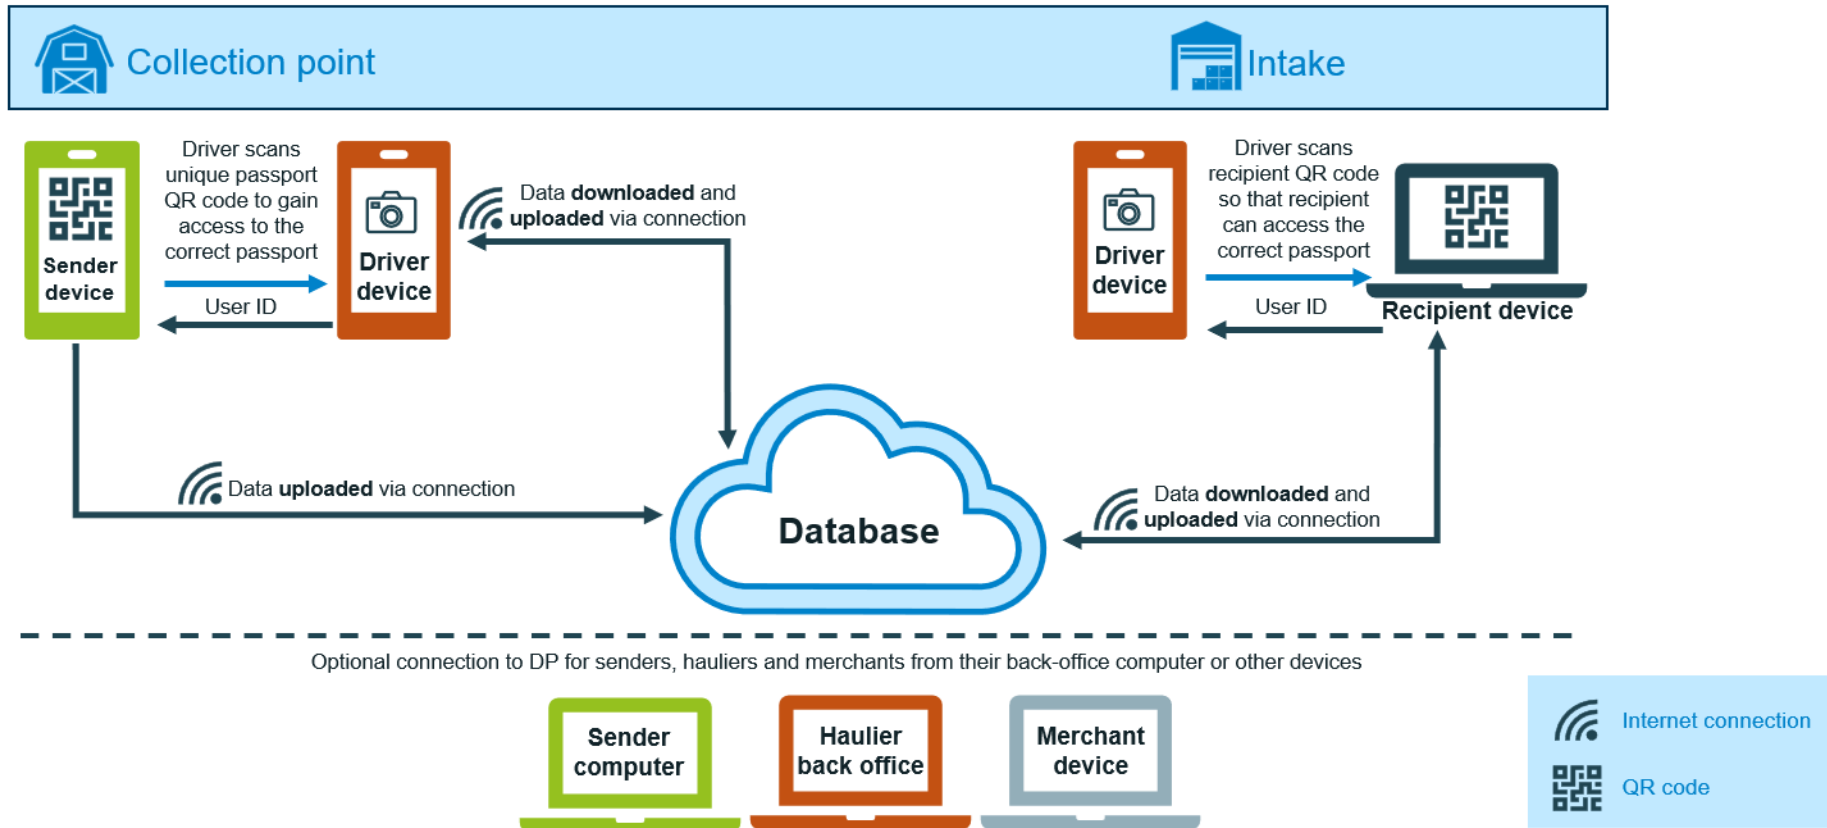 Collection point
Intake
Driver scans
unique passport
QR code to gain
access to the
correct passport
Sender
device
User ID
Driver
device
Data downloaded and
uploaded via connection
Driver scans
recipient QR code
so that recipient
can access the
correct passport
Driver
device
User ID
Recipient device
Data uploaded via connection
Database
Data downloaded and
uploaded via connection
Optional connection to DP for senders, hauliers and merchants from their back-office computer or other devices
Sender
computer
Haulier
back office
Merchant
device
Internet connection
QR code